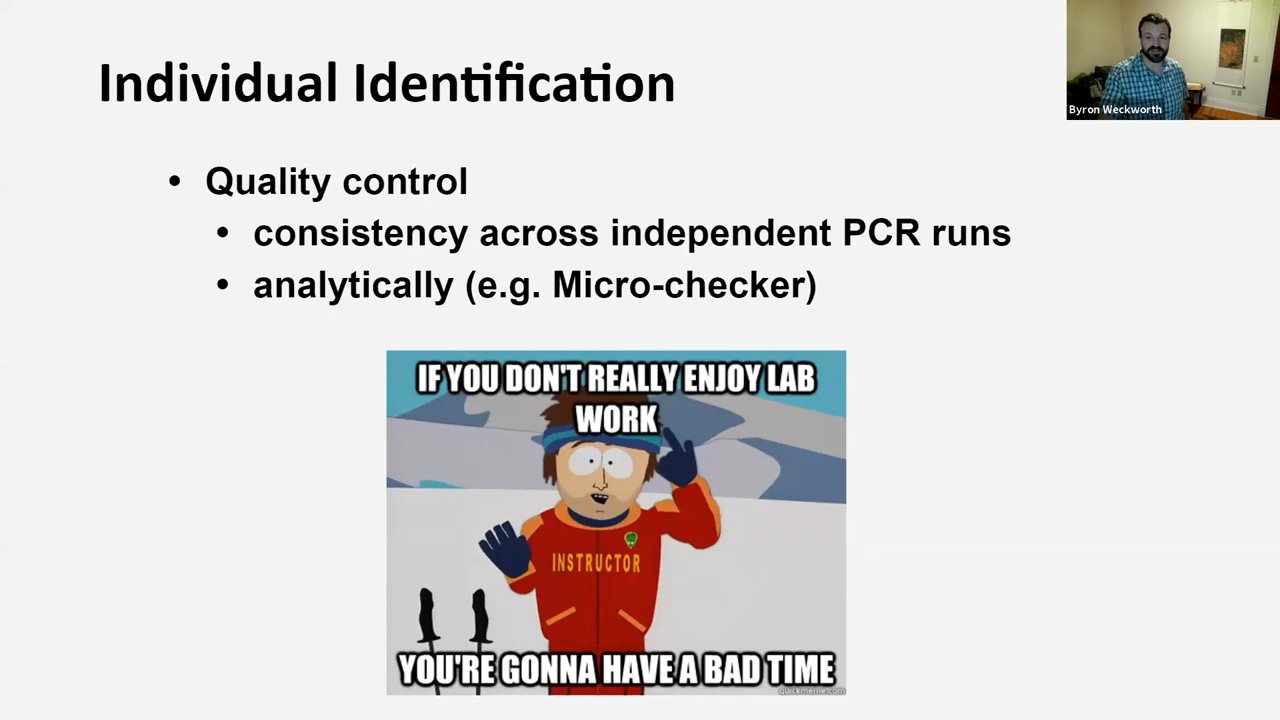 Individual Identification
Byron Weckworth
• Quality control
• consistency across independent PCR runs
• analytically (e.g. Micro-checker)
IF YOU DON'T REALLY ENJOY LAB
WORK
INSTRUCTOR
YOU'RE GONNA HAVE A BAD TIME
quickmeme.com